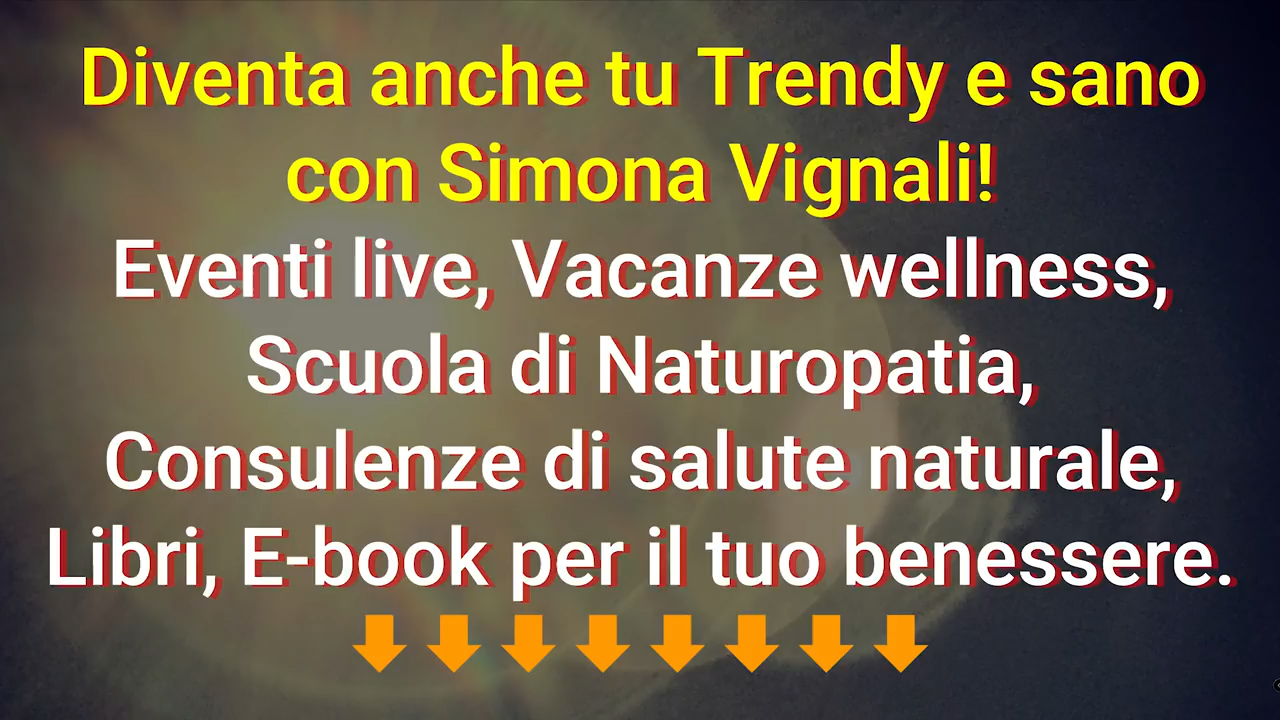 Diventa anche tu Trendy e sano
con Simona Vignali!
Eventi live, Vacanze wellness,
Scuola di Naturopatia,
Consulenze di salute naturale,
Libri, E-book per il tuo benessere.